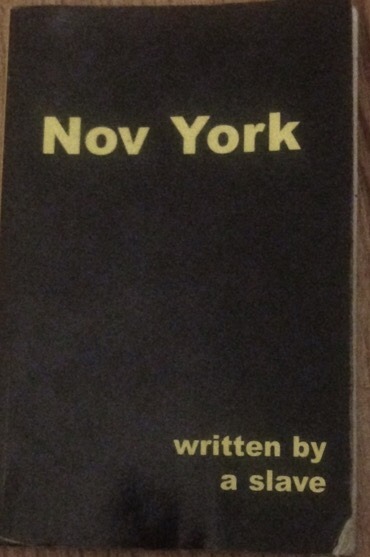 Nov York
written by
a slave